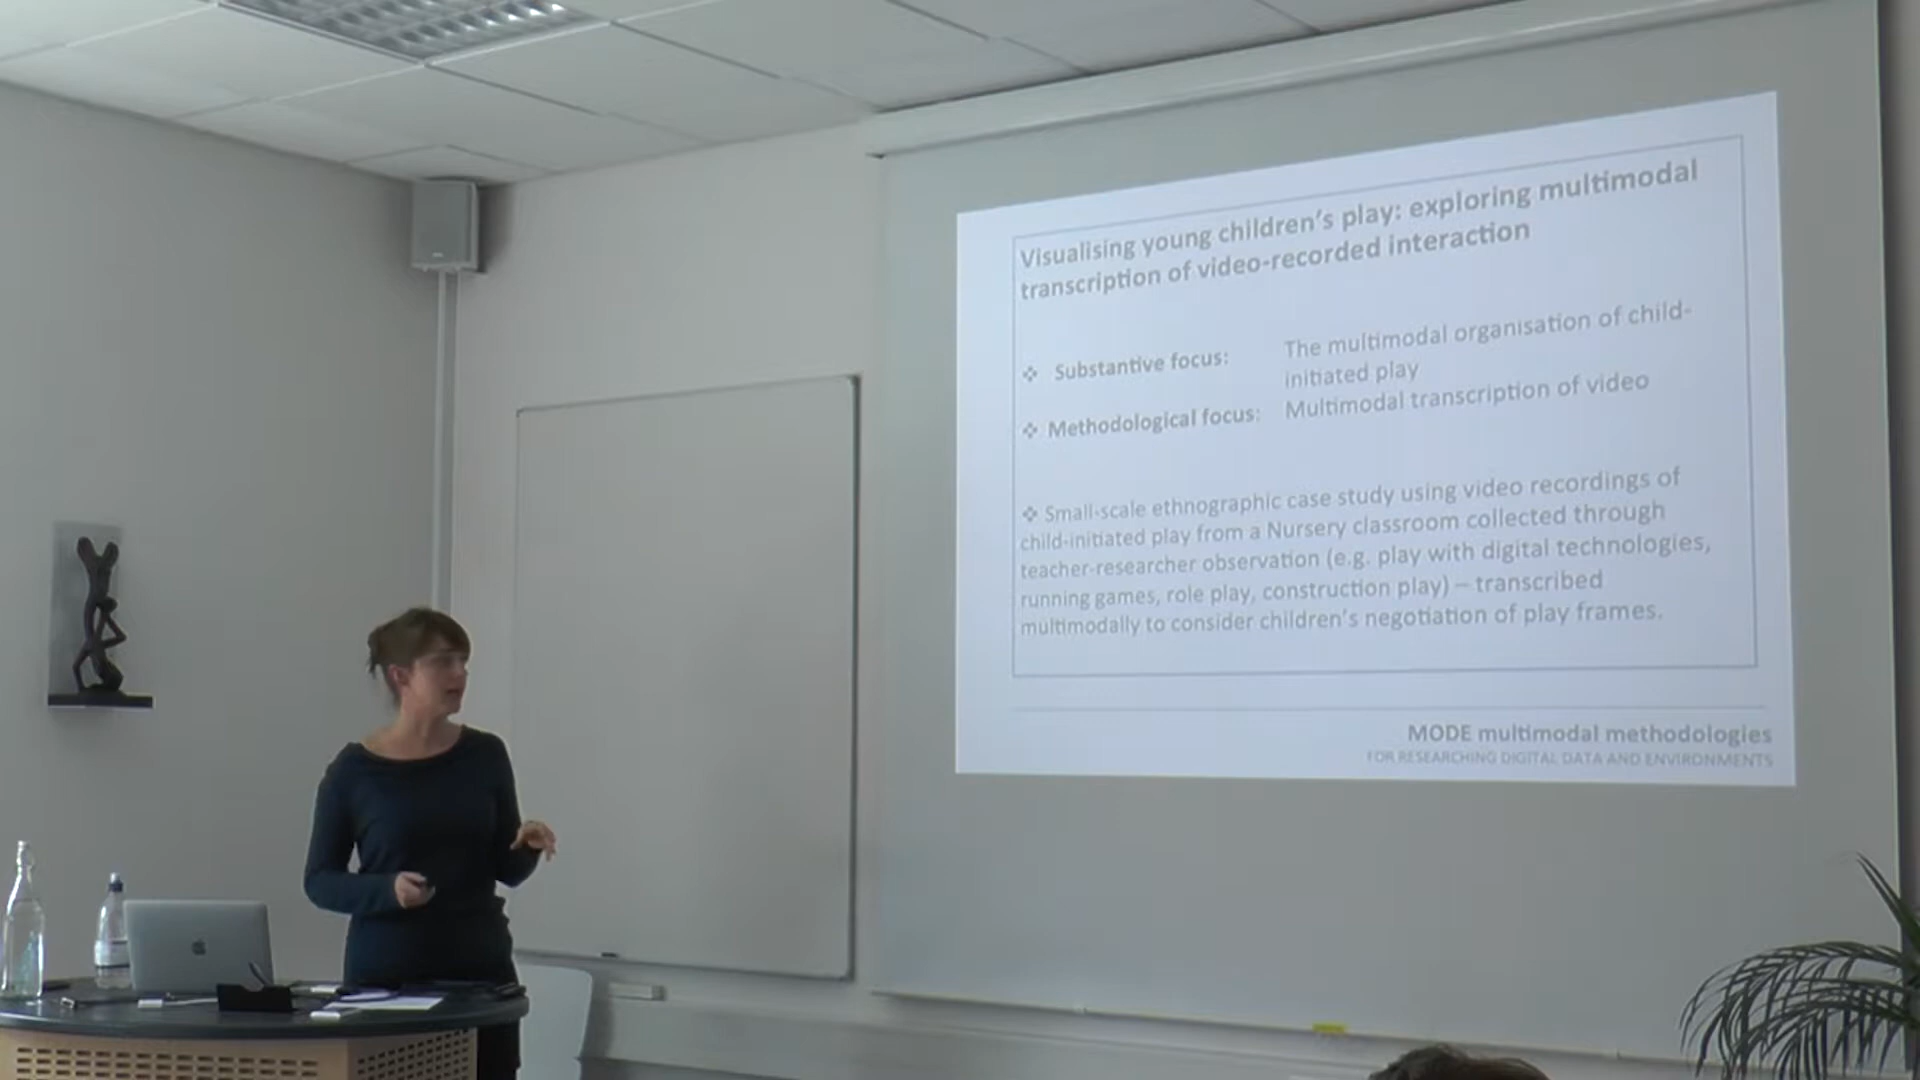 Visualising young children's play: exploring multimodal
transcription of video-recorded interaction
❖ Substantive focus: The multimodal organisation of child-
initiated play
❖ Methodological focus: Multimodal transcription of video
❖ Small-scale ethnographic case study using video recordings of
child-initiated play from a Nursery classroom collected through
teacher-researcher observation (e.g. play with digital technologies,
running games, role play, construction play) – transcribed
multimodally to consider children's negotiation of play frames.
MODE multimodal methodologies
FOR RESEARCHING DIGITAL DATA AND ENVIRONMENTS